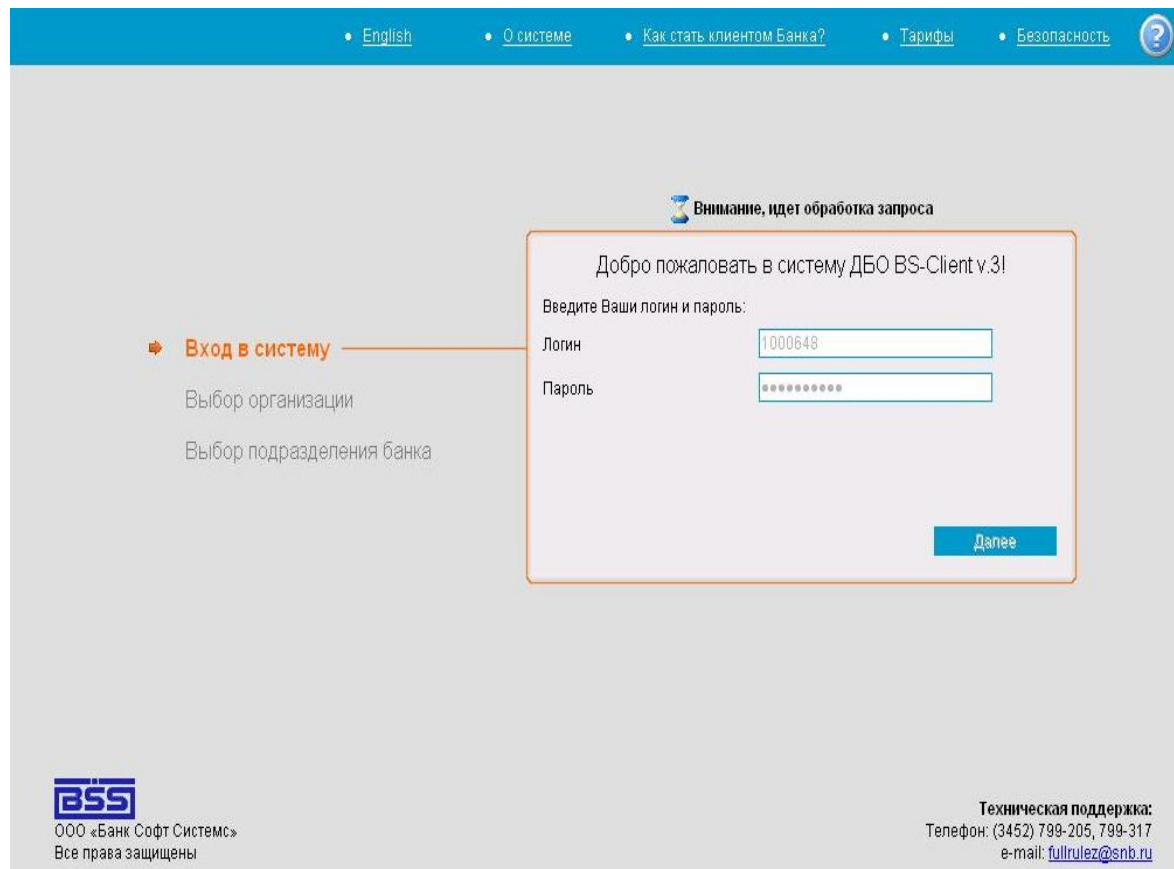 English
О системе
Как стать клиентом Банка?
Тарифы
Безопасность
?
Внимание, идет обработка запроса
Добро пожаловать в систему ДБО BS-Client v.3!
Введите Ваши логин и пароль:
Вход в систему
Логин
1000648
Пароль
••••••••••
Выбор организации
Выбор подразделения банка
Далее
BSS
ООО «Банк Софт Системс»
Все права защищены
Техническая поддержка:
Телефон: (3452) 799-205, 799-317
e-mail: fullrulez@snb.ru